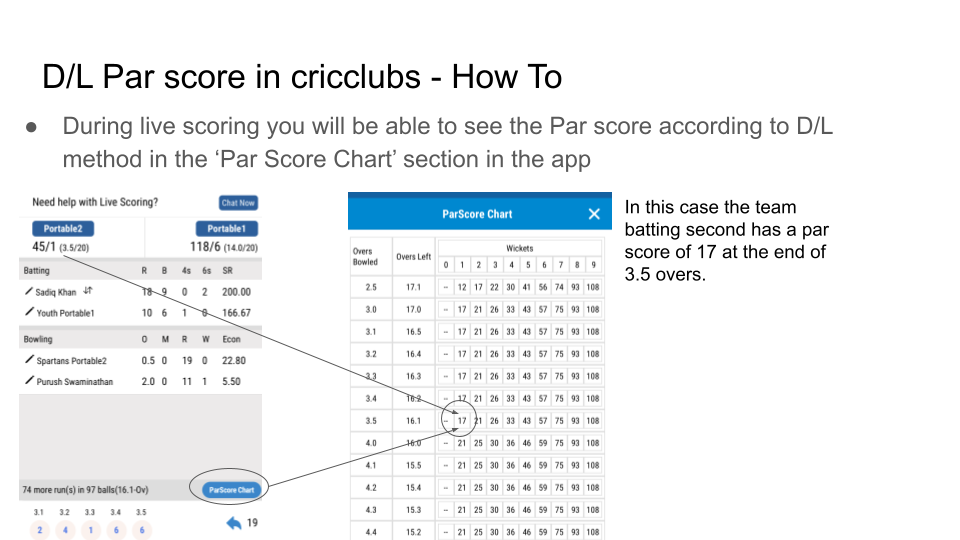 D/L Par score in cricclubs - How To
● During live scoring you will be able to see the Par score according to D/L
method in the ‘Par Score Chart’ section in the app
Need help with Live Scoring? Chat Now
Portable2 Portable1
45/1 (3.5/20) 118/6 (14.0/20)
Batting R B 4s 6s SR
Sadiq Khan 18 9 0 2 200.00
Youth Portable1 10 6 1 0 166.67
Bowling O M R W Econ
Spartans Portable2 0.5 0 19 0 22.80
Purush Swaminathan 2.0 0 11 1 5.50
74 more run(s) in 97 balls(16.1-Ov) ParScore Chart
3.1 3.2 3.3 3.4 3.5
2 4 1 6 6
19
ParScore Chart ×
Overs Bowled Overs Left Wickets
0 1 2 3 4 5 6 7 8 9
2.5 17.1 -- 12 17 22 30 41 56 74 93 108
3.0 17.0 -- 17 21 26 33 43 57 75 93 108
3.1 16.5 -- 17 21 26 33 43 57 75 93 108
3.2 16.4 -- 17 21 26 33 43 57 75 93 108
3.3 16.3 -- 17 21 26 33 43 57 75 93 108
3.4 16.2 -- 17 21 26 33 43 57 75 93 108
3.5 16.1 -- 17 21 26 33 43 57 75 93 108
4.0 16.0 -- 21 25 30 36 46 59 75 93 108
4.1 15.5 -- 21 25 30 36 46 59 75 93 108
4.2 15.4 -- 21 25 30 36 46 59 75 93 108
4.3 15.3 -- 21 25 30 36 46 59 75 93 108
4.4 15.2 -- 21 25 30 36 46 59 75 93 108
In this case the team
batting second has a par
score of 17 at the end of
3.5 overs.